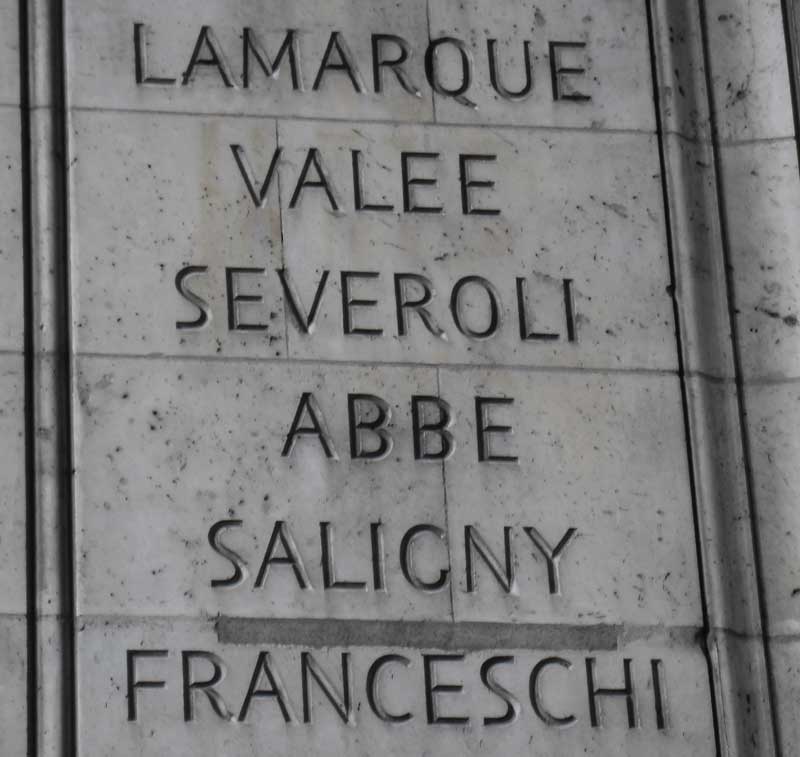 LAMARQUE
VALEE
SEVEROLI
ABBE
SALIGNY
FRANCESCHI